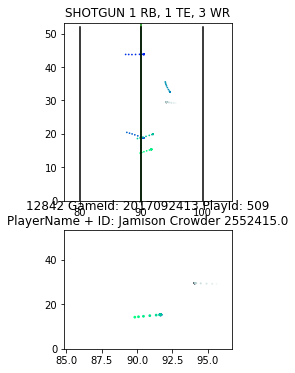 SHOTGUN 1 RB, 1 TE, 3 WR
50
40
30
20
10
0
80 90 100
12842 GameId: 2017092413 PlayId: 509
PlayerName + ID: Jamison Crowder 2552415.0
40
20
0
85.0 87.5 90.0 92.5 95.0